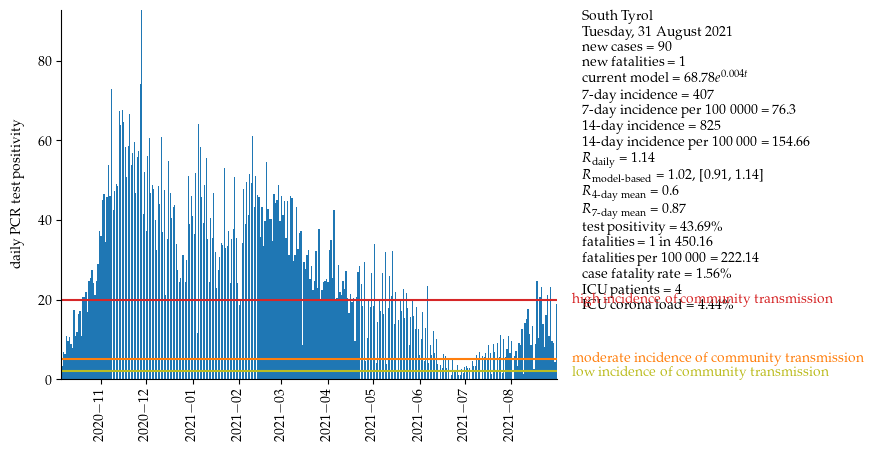 South Tyrol
Tuesday, 31 August 2021
new cases = 90
new fatalities = 1
current model = 68.78e^0.004t
7-day incidence = 407
7-day incidence per 100 0000 = 76.3
14-day incidence = 825
14-day incidence per 100 000 = 154.66
R_daily = 1.14
R_model-based = 1.02, [0.91, 1.14]
R_4-day mean = 0.6
R_7-day mean = 0.87
test positivity = 43.69%
fatalities = 1 in 450.16
fatalities per 100 000 = 222.14
case fatality rate = 1.56%
ICU patients = 4
high incidence of community transmission
ICU corona load = 4.44%
moderate incidence of community transmission
low incidence of community transmission
daily PCR test positivity
80
60
40
20
0
2020−11
2020−12
2021−01
2021−02
2021−03
2021−04
2021−05
2021−06
2021−07
2021−08